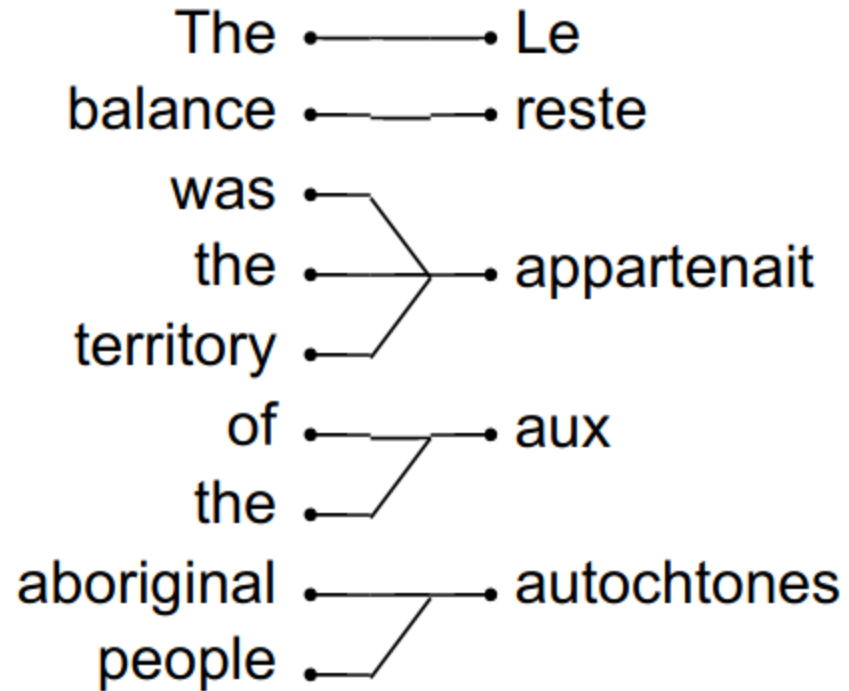 The Le
balance reste
was
the appartenait
territory
of aux
the
aboriginal autochtones
people